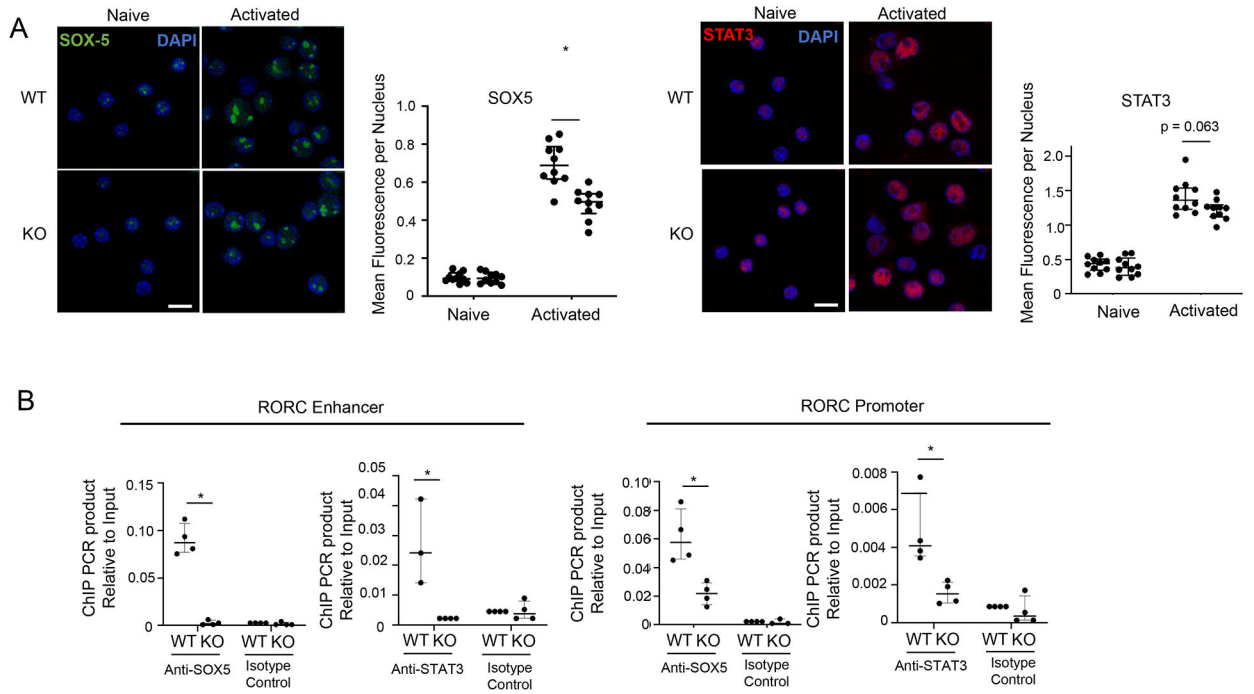 A
Naive
Activated
SOX-5
DAPI
WT
KO
SOX5
*
Mean Fluorescence per Nucleus
1.0
0.8
0.6
0.4
0.2
0
Naive
Activated
Naive
Activated
STAT3
DAPI
WT
KO
STAT3
p = 0.063
Mean Fluorescence per Nucleus
2.0
1.5
1.0
0.5
0
Naive
Activated
B
RORC Enhancer
ChIP PCR product
Relative to Input
0.15
0.10
0.05
0
*
WT KO
WT KO
Anti-SOX5
Isotype
Control
ChIP PCR product
Relative to Input
0.05
0.04
0.03
0.02
0.01
0
*
WT KO
WT KO
Anti-STAT3
Isotype
Control
RORC Promoter
ChIP PCR product
Relative to Input
0.10
0.08
0.06
0.04
0.02
0
*
WT KO
WT KO
Anti-SOX5
Isotype
Control
ChIP PCR product
Relative to Input
0.008
0.006
0.004
0.002
0
*
WT KO
WT KO
Anti-STAT3
Isotype
Control